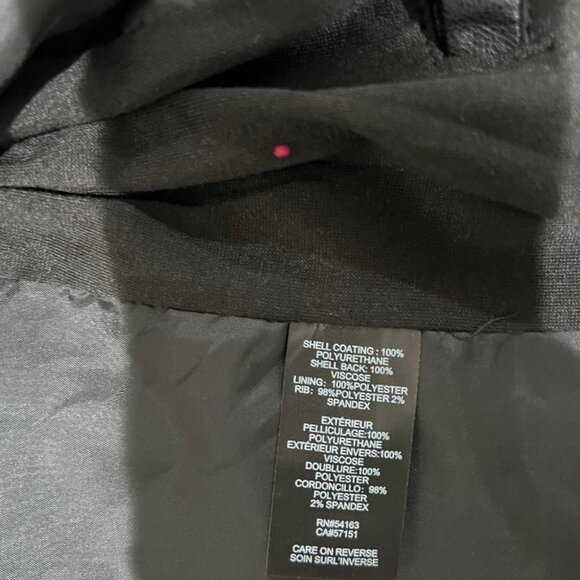 SHELL COATING : 100%
POLYURETHANE
SHELL BACK: 100%
VISCOSE
LINING: 100%POLYESTER
RIB: 98%POLYESTER 2%
SPANDEX
EXTÉRIEUR
PELLICULAGE:100%
POLYURETHANE
EXTÉRIEUR ENVERS:100%
VISCOSE
DOUBLURE:100%
POLYESTER
CORDONCILLO: 98%
POLYESTER
2% SPANDEX
RN#54163
CA#57151
CARE ON REVERSE
SOIN SURL'INVERSE